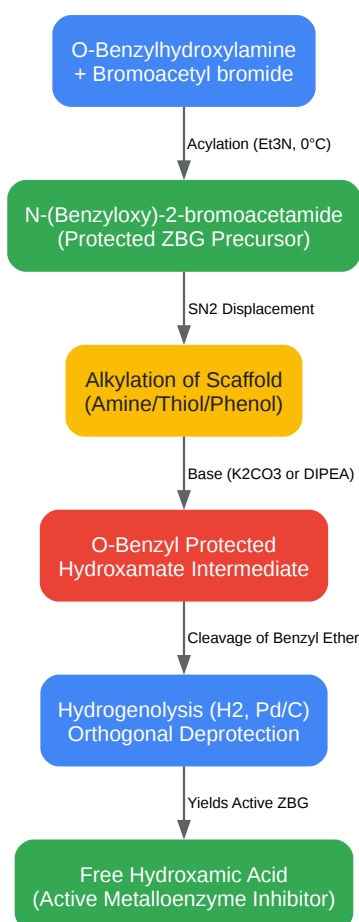 O-Benzylhydroxylamine
+ Bromoacetyl bromide
Acylation (Et3N, 0°C)
N-(Benzyloxy)-2-bromoacetamide
(Protected ZBG Precursor)
SN2 Displacement
Alkylation of Scaffold
(Amine/Thiol/Phenol)
Base (K2CO3 or DIPEA)
O-Benzyl Protected
Hydroxamate Intermediate
Cleavage of Benzyl Ether
Hydrogenolysis (H2, Pd/C)
Orthogonal Deprotection
Yields Active ZBG
Free Hydroxamic Acid
(Active Metalloenzyme Inhibitor)